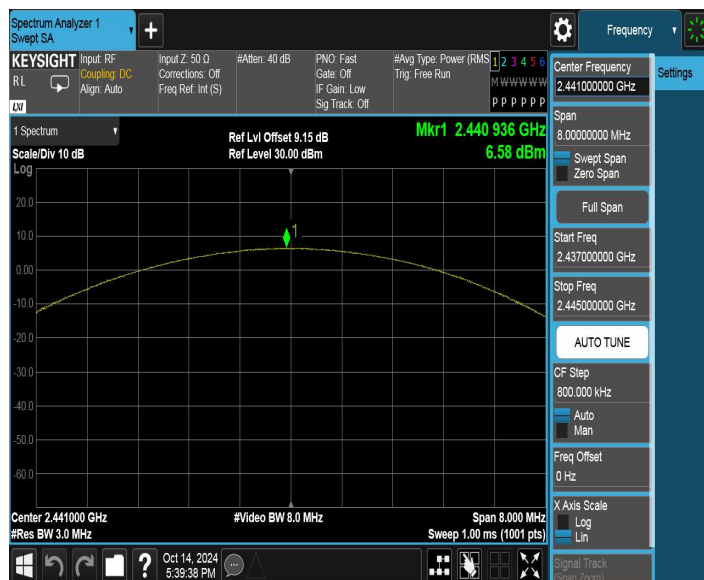 Spectrum Analyzer 1
Swept SA
Frequency
KEYSIGHT
RL
LXI
Input: RF
Coupling: DC
Align: Auto
Input Z: 50 Ω
Corrections: Off
Freq Ref: Int (S)
#Atten: 40 dB
PNO: Fast
Gate: Off
IF Gain: Low
Sig Track: Off
#Avg Type: Power (RMS
Trig: Free Run
1 2 3 4 5 6
M W W W W W
P P P P P P
1 Spectrum
Scale/Div 10 dB
Ref Lvl Offset 9.15 dB
Ref Level 30.00 dBm
Mkr1 2.440 936 GHz
6.58 dBm
Log
20.0
10.0
0.00
-10.0
-20.0
-30.0
-40.0
-50.0
-60.0
1
Center 2.441000 GHz
#Res BW 3.0 MHz
#Video BW 8.0 MHz
Span 8.000 MHz
Sweep 1.00 ms (1001 pts)
?
Oct 14, 2024
5:39:38 PM
Center Frequency
2.441000000 GHz
Settings
Span
8.00000000 MHz
Swept Span
Zero Span
Full Span
Start Freq
2.437000000 GHz
Stop Freq
2.445000000 GHz
AUTO TUNE
CF Step
800.000 kHz
Auto
Man
Freq Offset
0 Hz
X Axis Scale
Log
Lin
Signal Track
(Span Zoom)